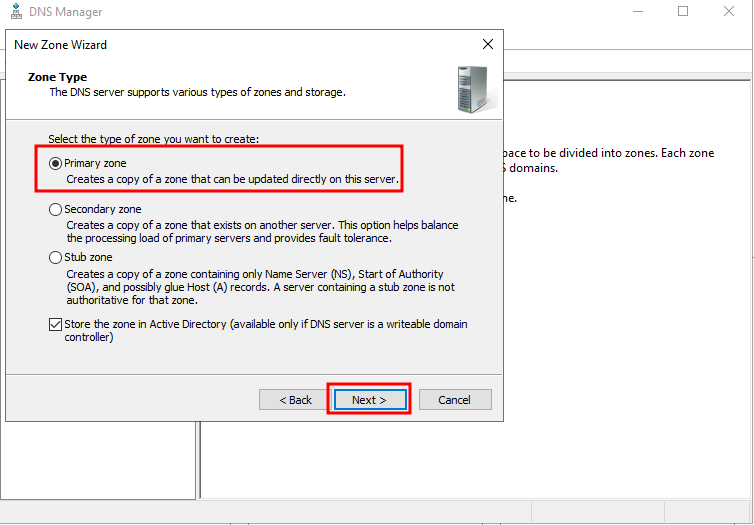 DNS Manager
New Zone Wizard
Zone Type
The DNS server supports various types of zones and storage.
Select the type of zone you want to create:
Primary zone
Creates a copy of a zone that can be updated directly on this server.
Secondary zone
Creates a copy of a zone that exists on another server. This option helps balance
the processing load of primary servers and provides fault tolerance.
Stub zone
Creates a copy of a zone containing only Name Server (NS), Start of Authority
(SOA), and possibly glue Host (A) records. A server containing a stub zone is not
authoritative for that zone.
Store the zone in Active Directory (available only if DNS server is a writeable domain
controller)
< Back
Next >
Cancel
to be divided into zones. Each zone
domains.